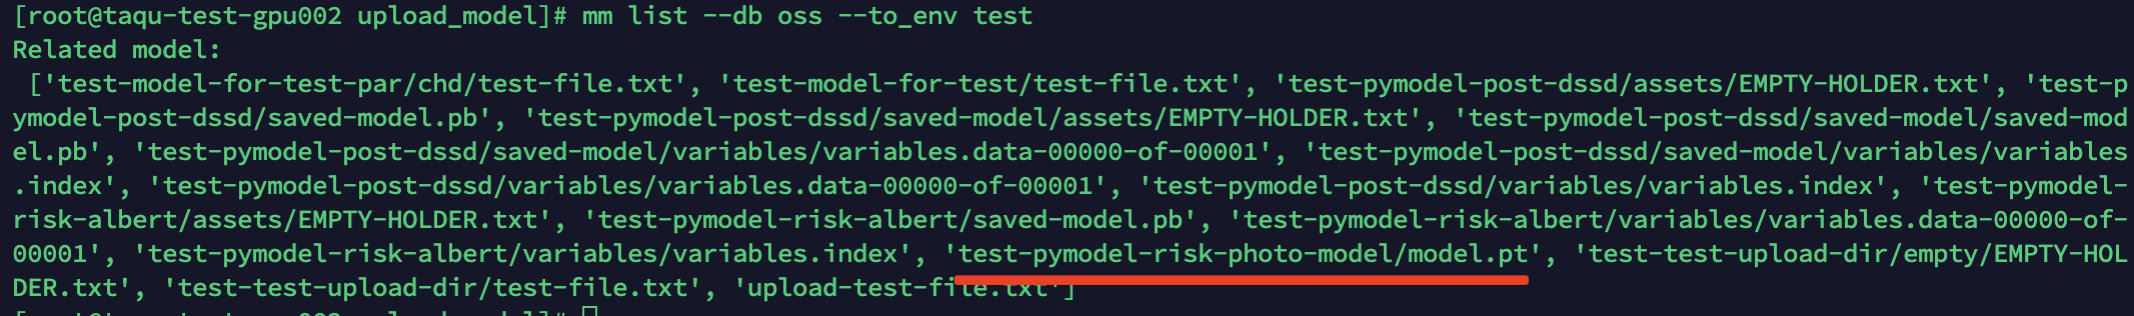 [root@taqu-test-gpu002 upload_model]# mm list --db oss --to_env test
Related model:
 ['test-model-for-test-par/chd/test-file.txt', 'test-model-for-test/test-file.txt', 'test-pymodel-post-dssd/assets/EMPTY-HOLDER.txt', 'test-p
ymodel-post-dssd/saved-model.pb', 'test-pymodel-post-dssd/saved-model/assets/EMPTY-HOLDER.txt', 'test-pymodel-post-dssd/saved-model/saved-mod
el.pb', 'test-pymodel-post-dssd/saved-model/variables/variables.data-00000-of-00001', 'test-pymodel-post-dssd/saved-model/variables/variables
.index', 'test-pymodel-post-dssd/variables/variables.data-00000-of-00001', 'test-pymodel-post-dssd/variables/variables.index', 'test-pymodel-
risk-albert/assets/EMPTY-HOLDER.txt', 'test-pymodel-risk-albert/saved-model.pb', 'test-pymodel-risk-albert/variables/variables.data-00000-of-
00001', 'test-pymodel-risk-albert/variables/variables.index', 'test-pymodel-risk-photo-model/model.pt', 'test-test-upload-dir/empty/EMPTY-HOL
DER.txt', 'test-test-upload-dir/test-file.txt', 'upload-test-file.txt']